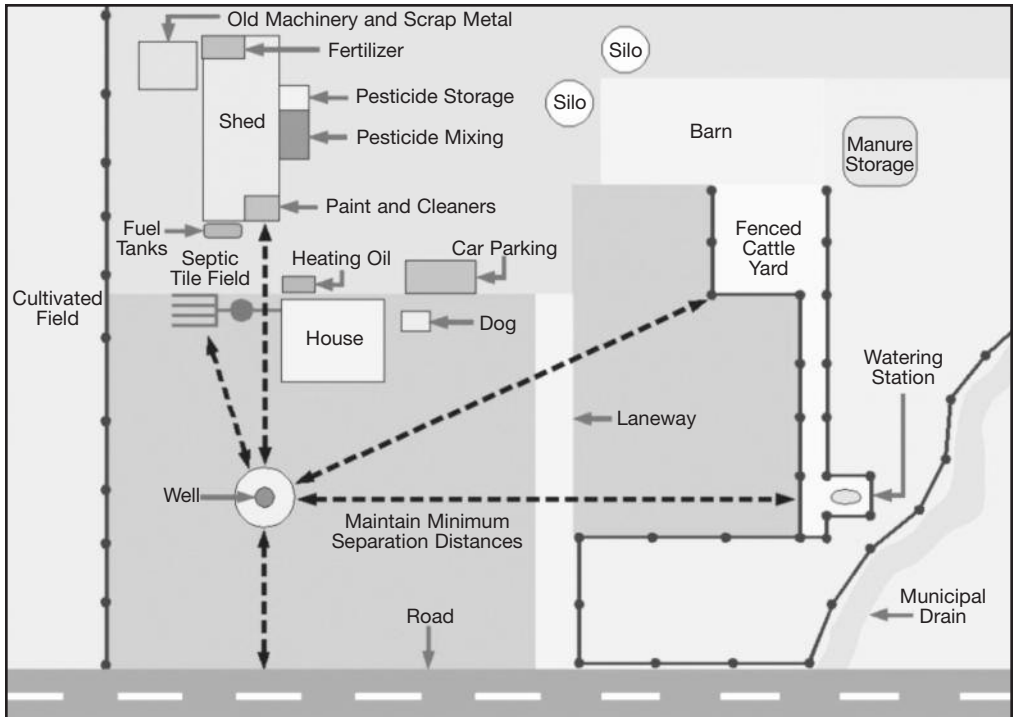 Old Machinery and Scrap Metal
Fertilizer
Silo
Pesticide Storage
Silo
Shed
Pesticide Mixing
Barn
Manure
Storage
Paint and Cleaners
Fuel
Tanks
Septic
Tile Field
Heating Oil
Car Parking
Fenced
Cattle
Yard
Cultivated
Field
House
Dog
Watering
Station
Laneway
Well
Maintain Minimum
Separation Distances
Road
Municipal
Drain